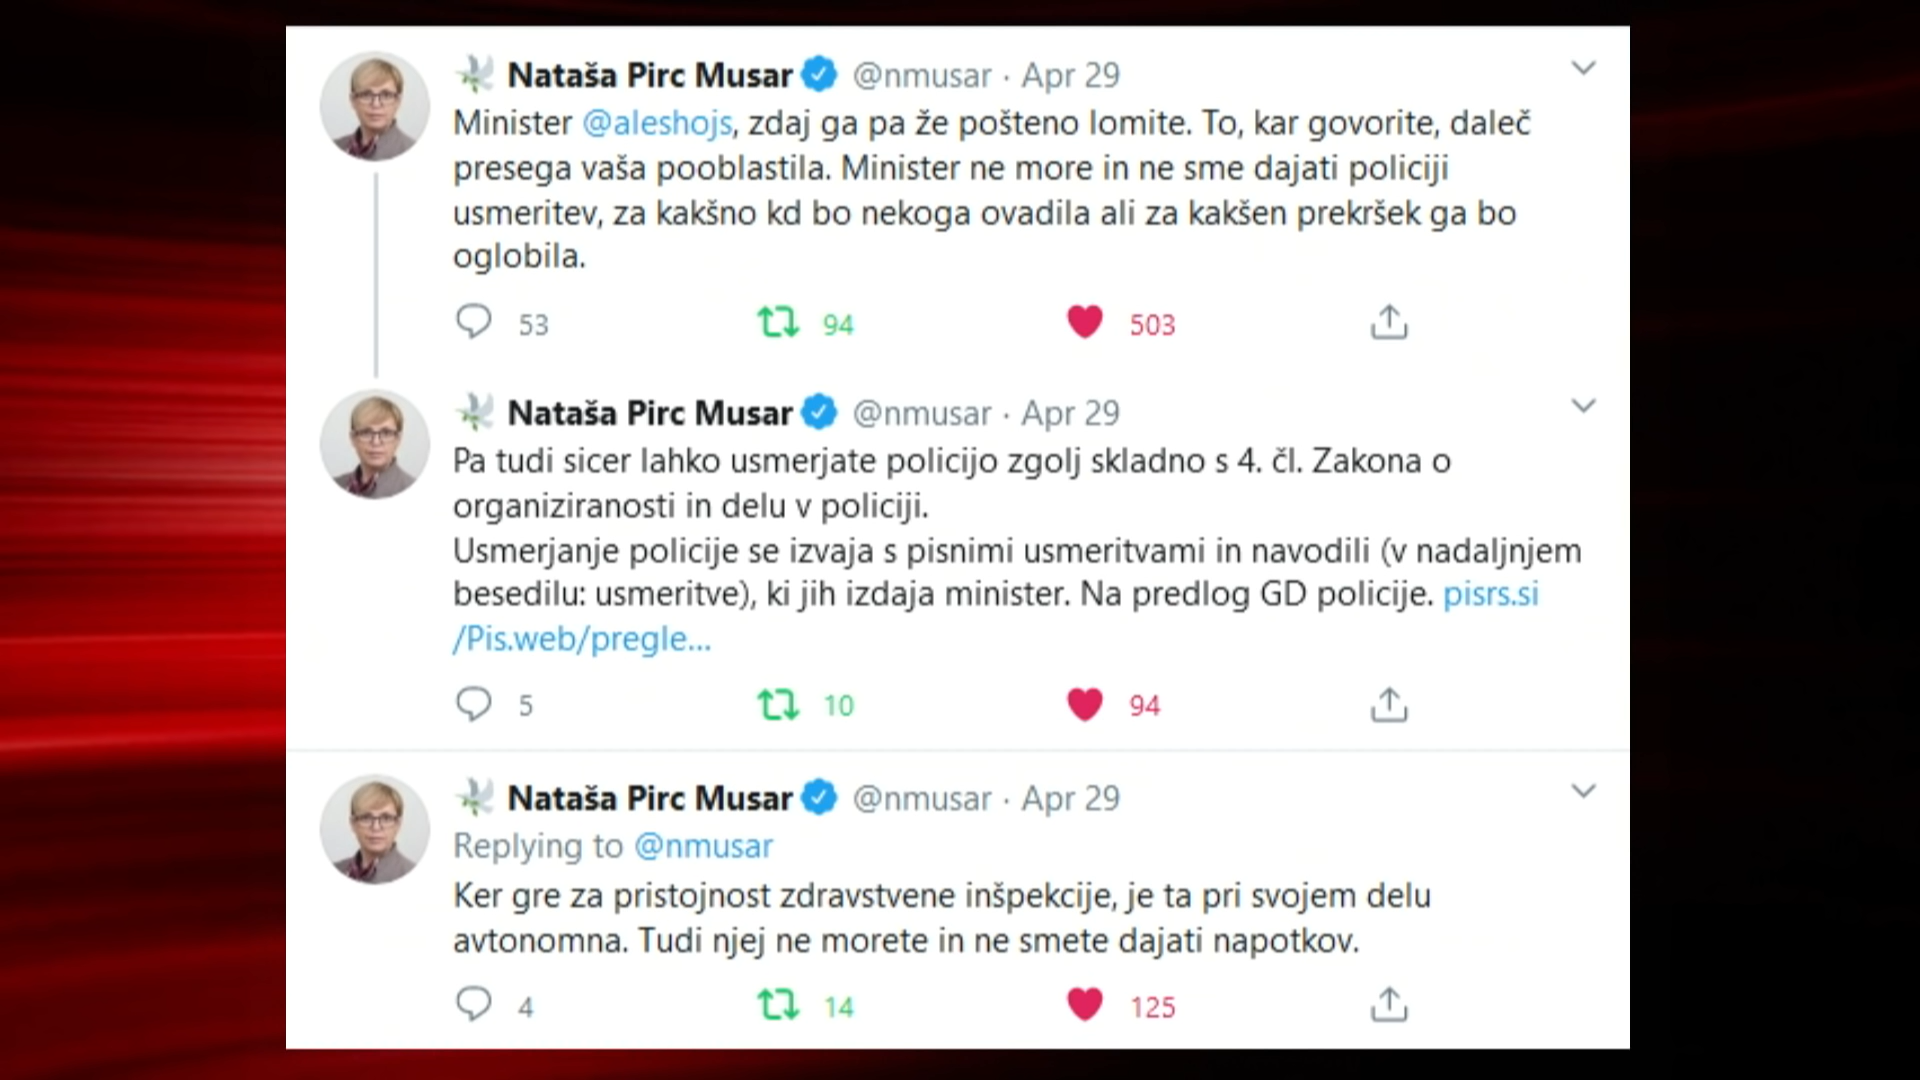 Nataša Pirc Musar @nmusar · Apr 29
Minister @aleshojs, zdaj ga pa že pošteno lomite. To, kar govorite, daleč
presega vaša pooblastila. Minister ne more in ne sme dajati policiji
usmeritev, za kakšno kd bo nekoga ovadila ali za kakšen prekršek ga bo
oglobila.
53 94 503
Nataša Pirc Musar @nmusar · Apr 29
Pa tudi sicer lahko usmerjate policijo zgolj skladno s 4. čl. Zakona o
organiziranosti in delu v policiji.
Usmerjanje policije se izvaja s pisnimi usmeritvami in navodili (v nadaljnjem
besedilu: usmeritve), ki jih izdaja minister. Na predlog GD policije. pisrs.si
/Pis.web/pregle...
5 10 94
Nataša Pirc Musar @nmusar · Apr 29
Replying to @nmusar
Ker gre za pristojnost zdravstvene inšpekcije, je ta pri svojem delu
avtonomna. Tudi njej ne morete in ne smete dajati napotkov.
4 14 125